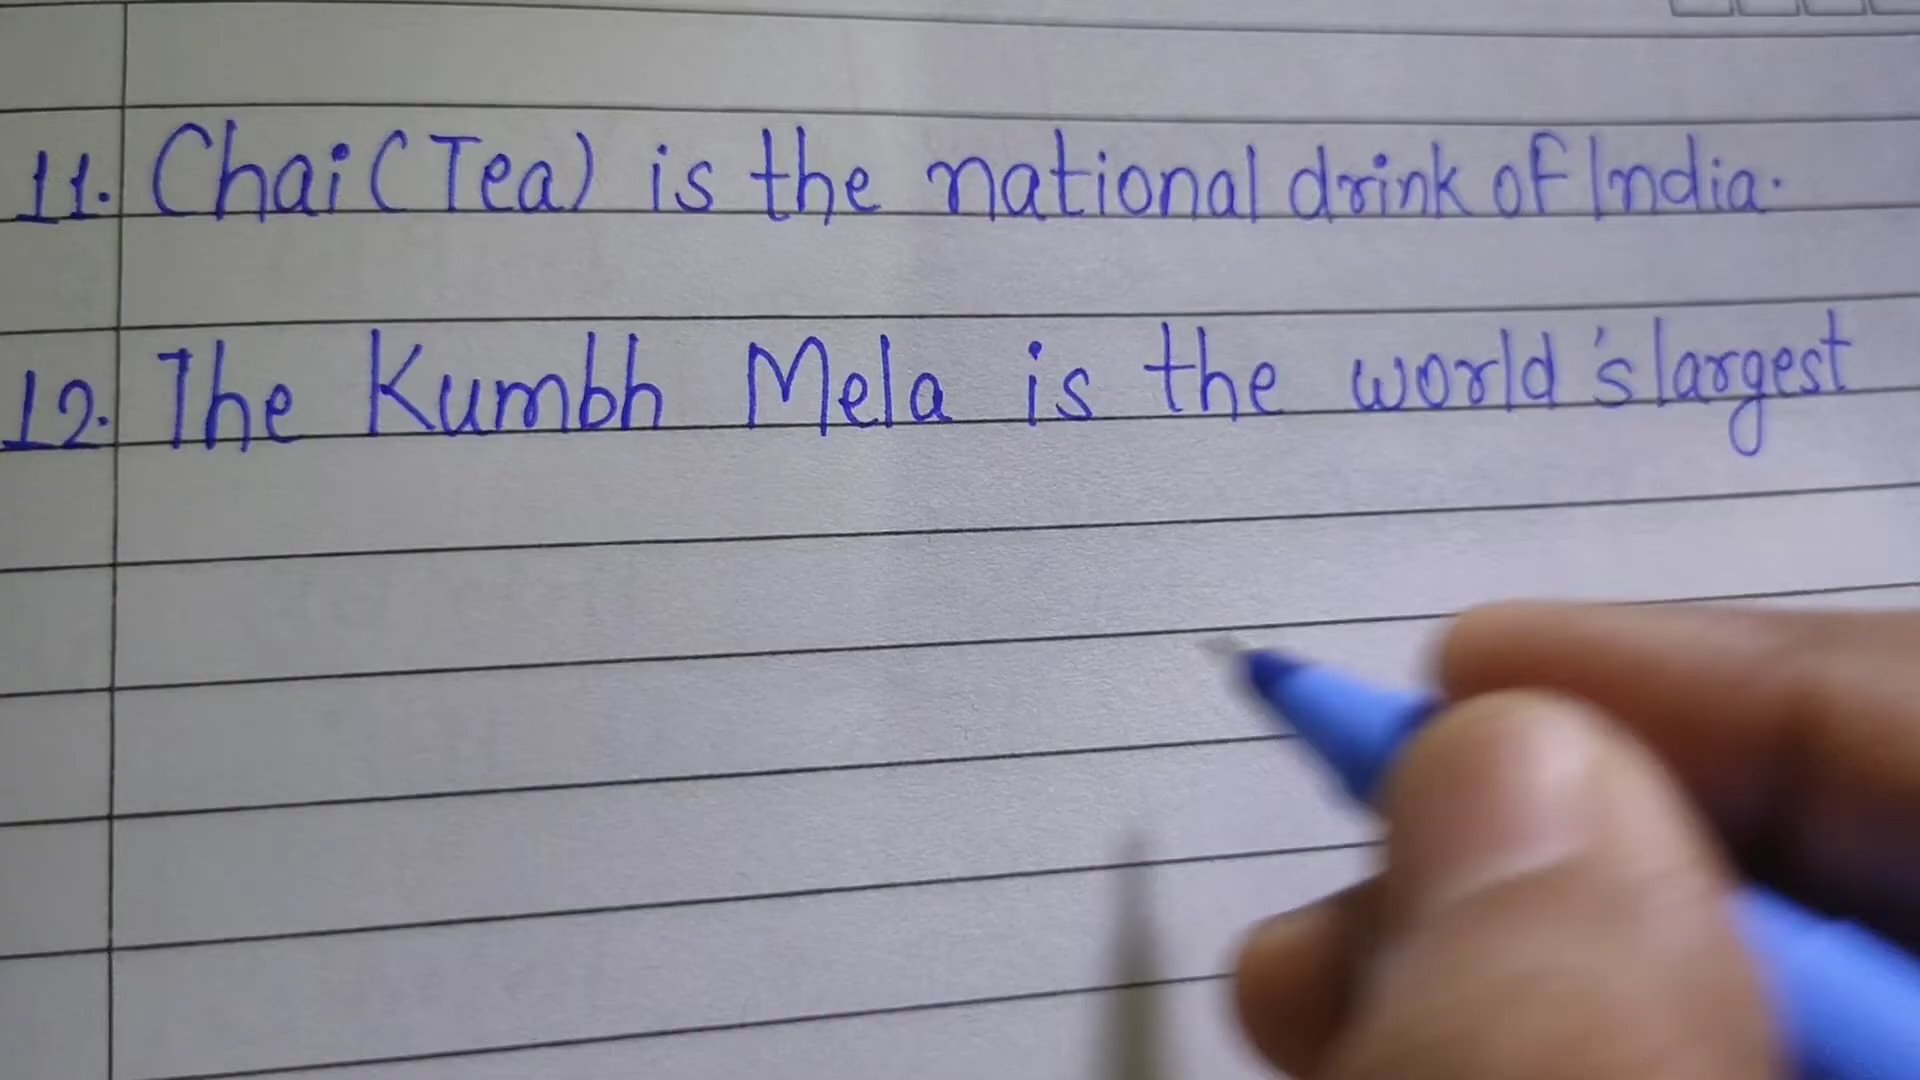 11. Chai (Tea) is the national drink of India.
12. The Kumbh Mela is the world's largest